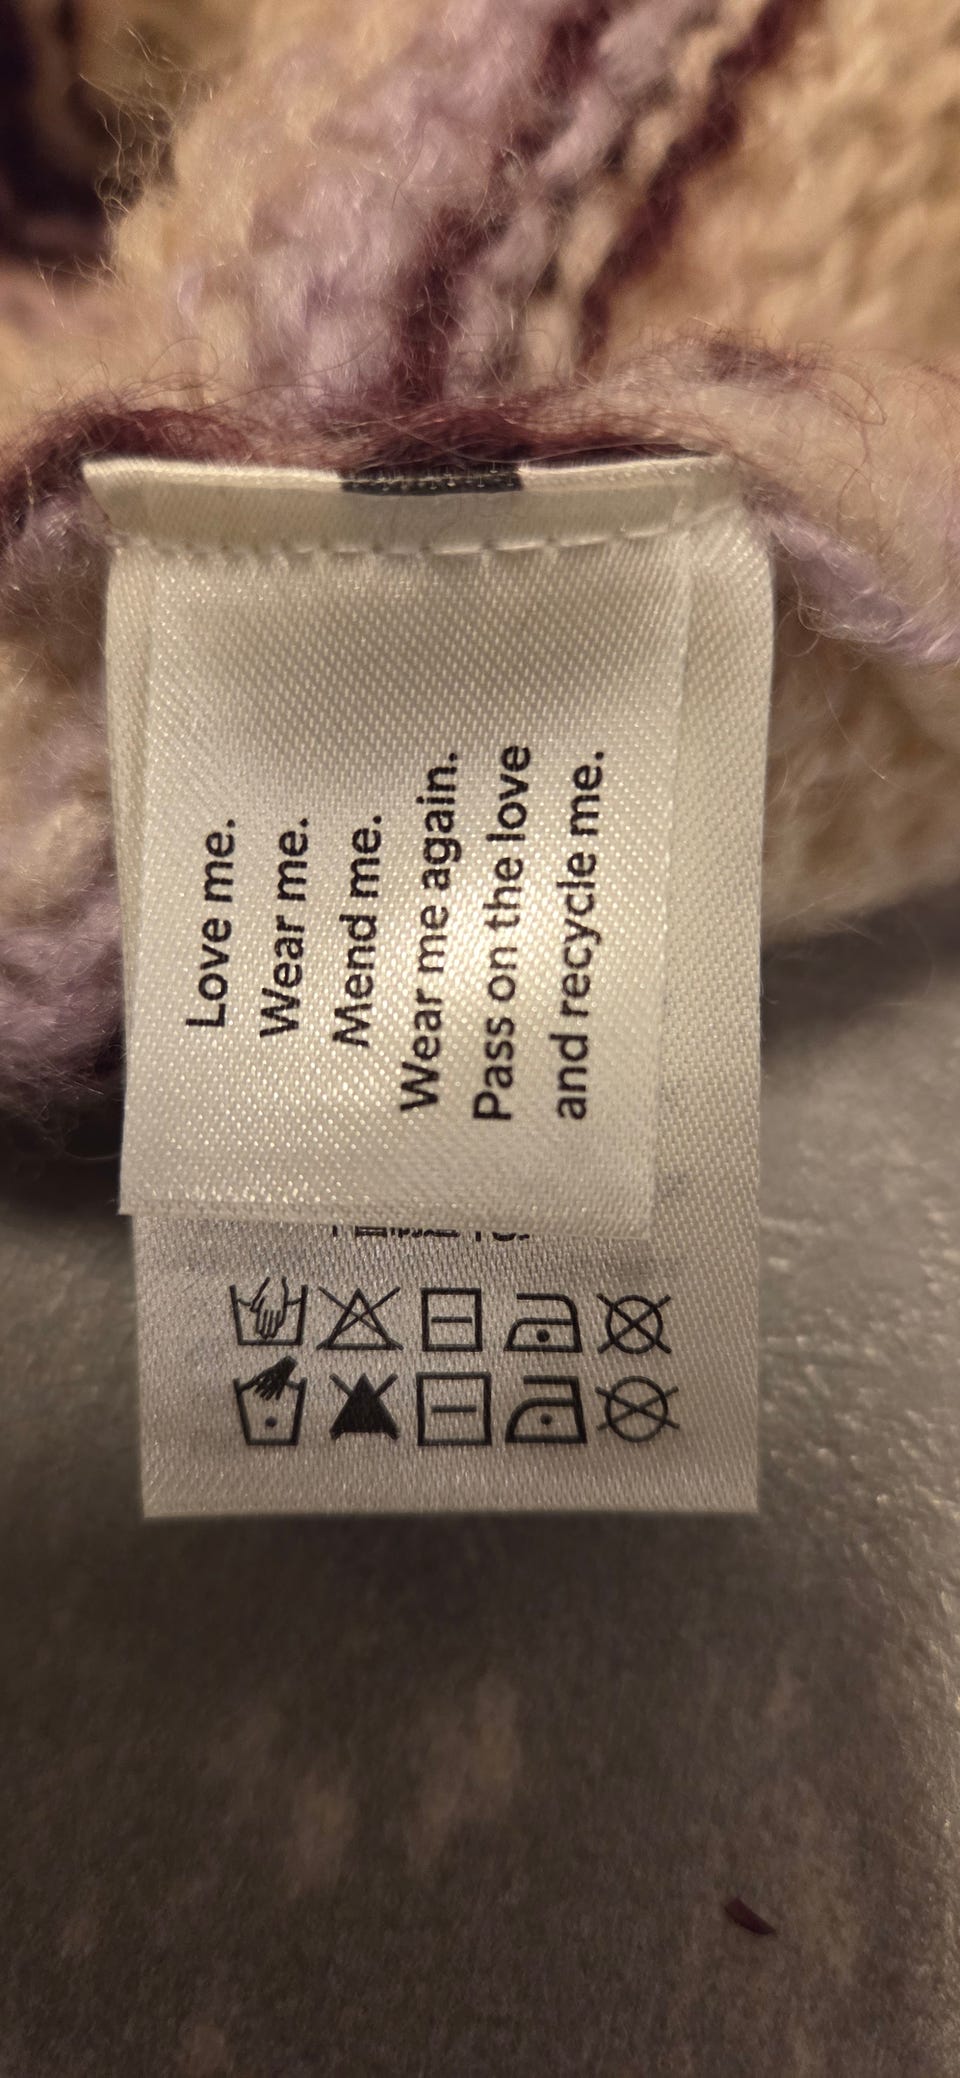 Love me.
Wear me.
Mend me.
Wear me again.
Pass on the love
and recycle me.